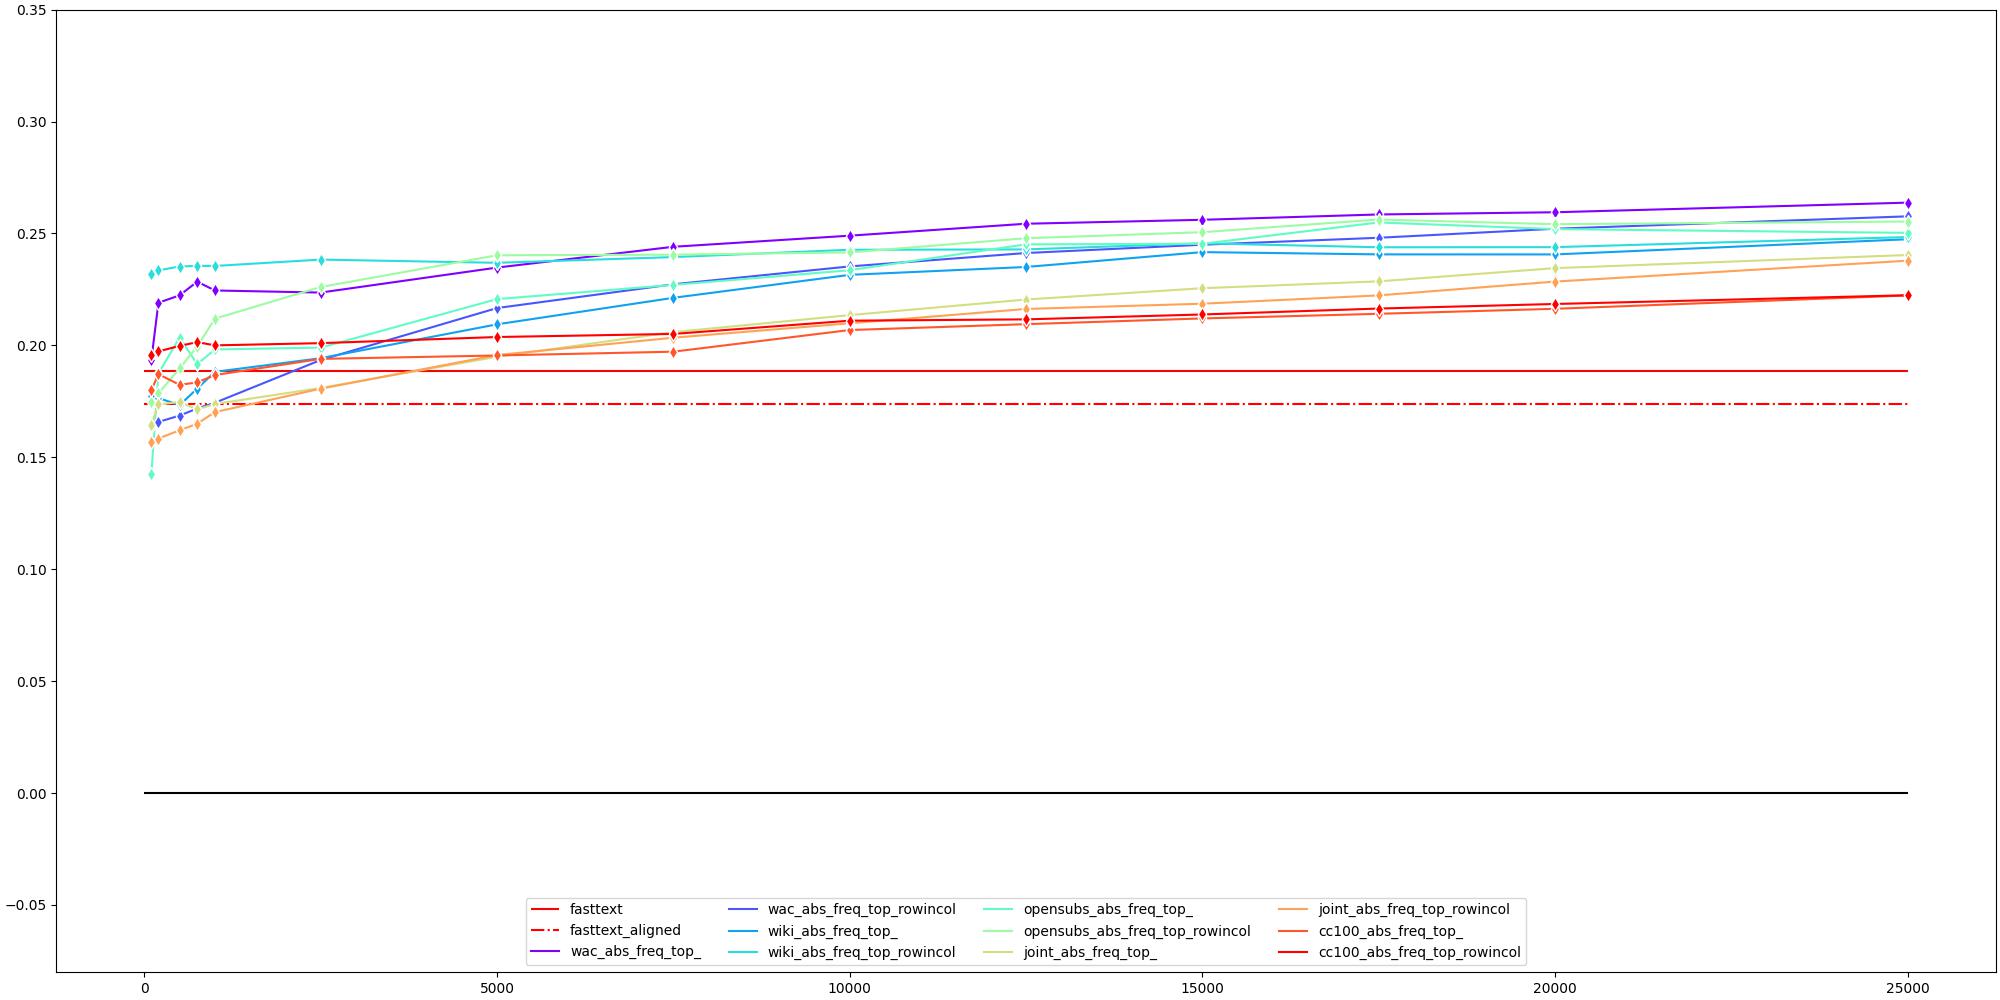 0.35
0.30
0.25
0.20
0.15
0.10
0.05
0.00
−0.05
fasttext
fasttext_aligned
wac_abs_freq_top_
wac_abs_freq_top_rowincol
wiki_abs_freq_top_
wiki_abs_freq_top_rowincol
opensubs_abs_freq_top_
opensubs_abs_freq_top_rowincol
joint_abs_freq_top_
joint_abs_freq_top_rowincol
cc100_abs_freq_top_
cc100_abs_freq_top_rowincol
0 5000 10000 15000 20000 25000